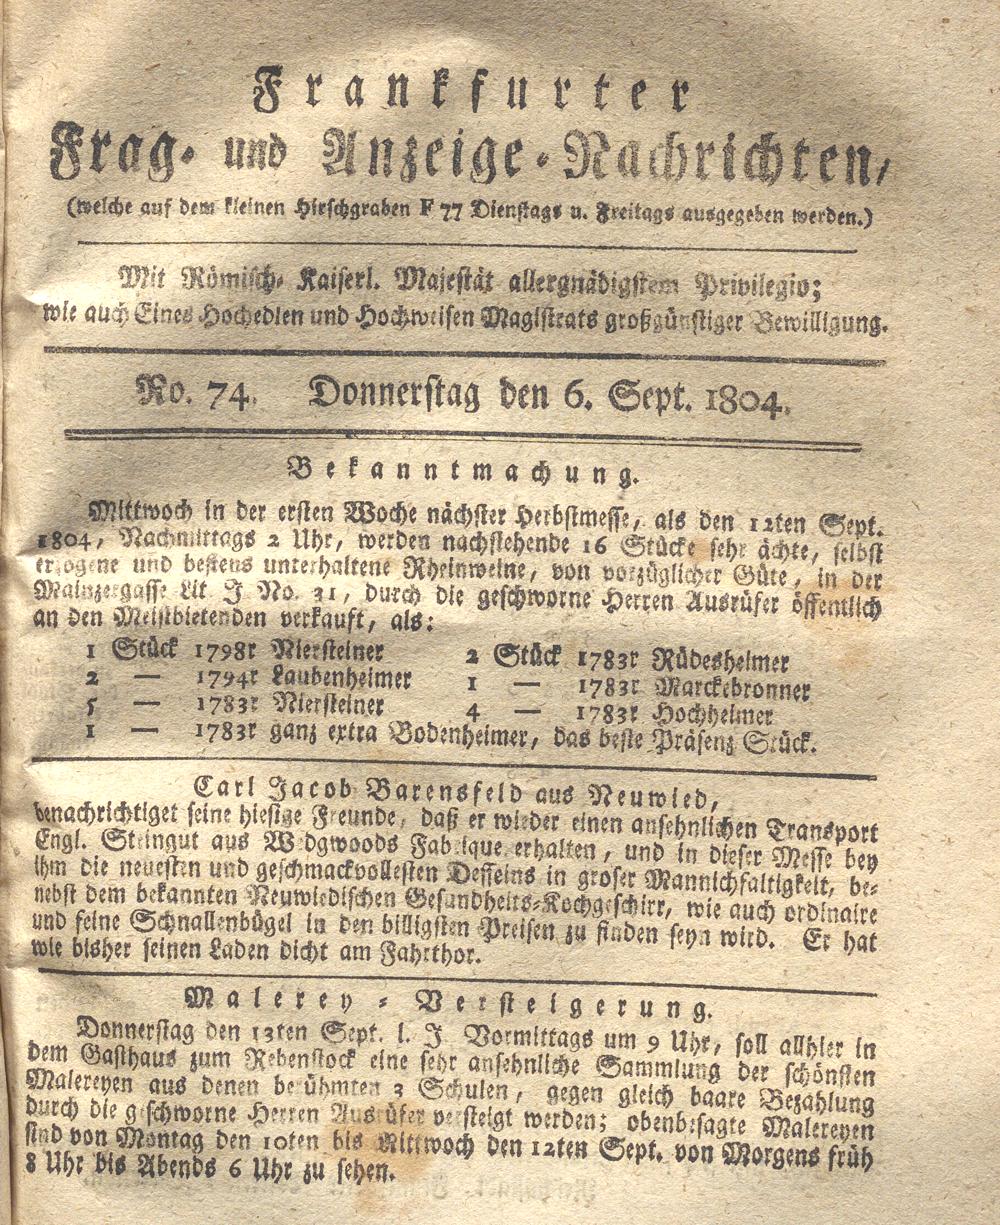 Frankfurter
Frag- und Anzeige-Nachrichten,
(welche auf dem kleinen Hirschgraben F 77 Dienstags u. Freitags ausgegeben werden.)
Mit Römisch- Kaiserl. Majestät allergnädigstem Privilegio;
wie auch Eines Hochedlen und Hochweisen Magistrats großgünstiger Bewilligung.
No. 74. Donnerstag den 6. Sept. 1804.
Bekanntmachung.
Mittwoch in der ersten Woche nächster Herbstmesse, als den 12ten Sept.
1804, Nachmittags 2 Uhr, werden nachstehende 16 Stücke sehr ächte, selbst
erzogene und bestens unterhaltene Rheinweine, von vorzüglicher Güte, in der
Mainzergasse Lit. J No. 31, durch die geschworne Herren Ausrüfer öffentlich
an den Meistbietenden verkauft, als:
1 Stück 1798r Niersteiner 2 Stück 1783r Rüdesheimer
2 — 1794r Laubenheimer 1 — 1783r Marckebronner
5 — 1783r Niersteiner 4 — 1783r Hochheimer
1 — 1783r ganz extra Bodenheimer, das beste Präsenz Stück.
Carl Jacob Barensfeld aus Neuwied,
benachrichtiget seine hiesige Freunde, daß er wieder einen ansehnlichen Transport
Engl. Steingut aus Wedgwoods Fabrique erhalten, und in dieser Messe bey
ihm die neuesten und geschmackvollesten Desseins in groser Mannichfaltigkeit, be-
nebst dem bekannten Neuwiedischen Gesundheits-Kochgeschirr, wie auch ordinaire
und feine Schnallenbügel in den billigsten Preisen zu finden seyn wird. Er hat
wie bisher seinen Laden dicht am Fahrthor.
Malerey-Versteigerung.
Donnerstag den 13ten Sept. l. J Vormittags um 9 Uhr, soll allhier in
dem Gasthaus zum Rebenstock eine sehr ansehnliche Sammlung der schönsten
Malereyen aus denen berühmten 3 Schulen, gegen gleich baare Bezahlung
durch die geschworne Herren Ausrüfer versteigt werden; obenbesagte Malereyen
sind von Montag den 10ten bis Mittwoch den 12ten Sept. von Morgens früh
8 Uhr bis Abends 6 Uhr zu sehen.